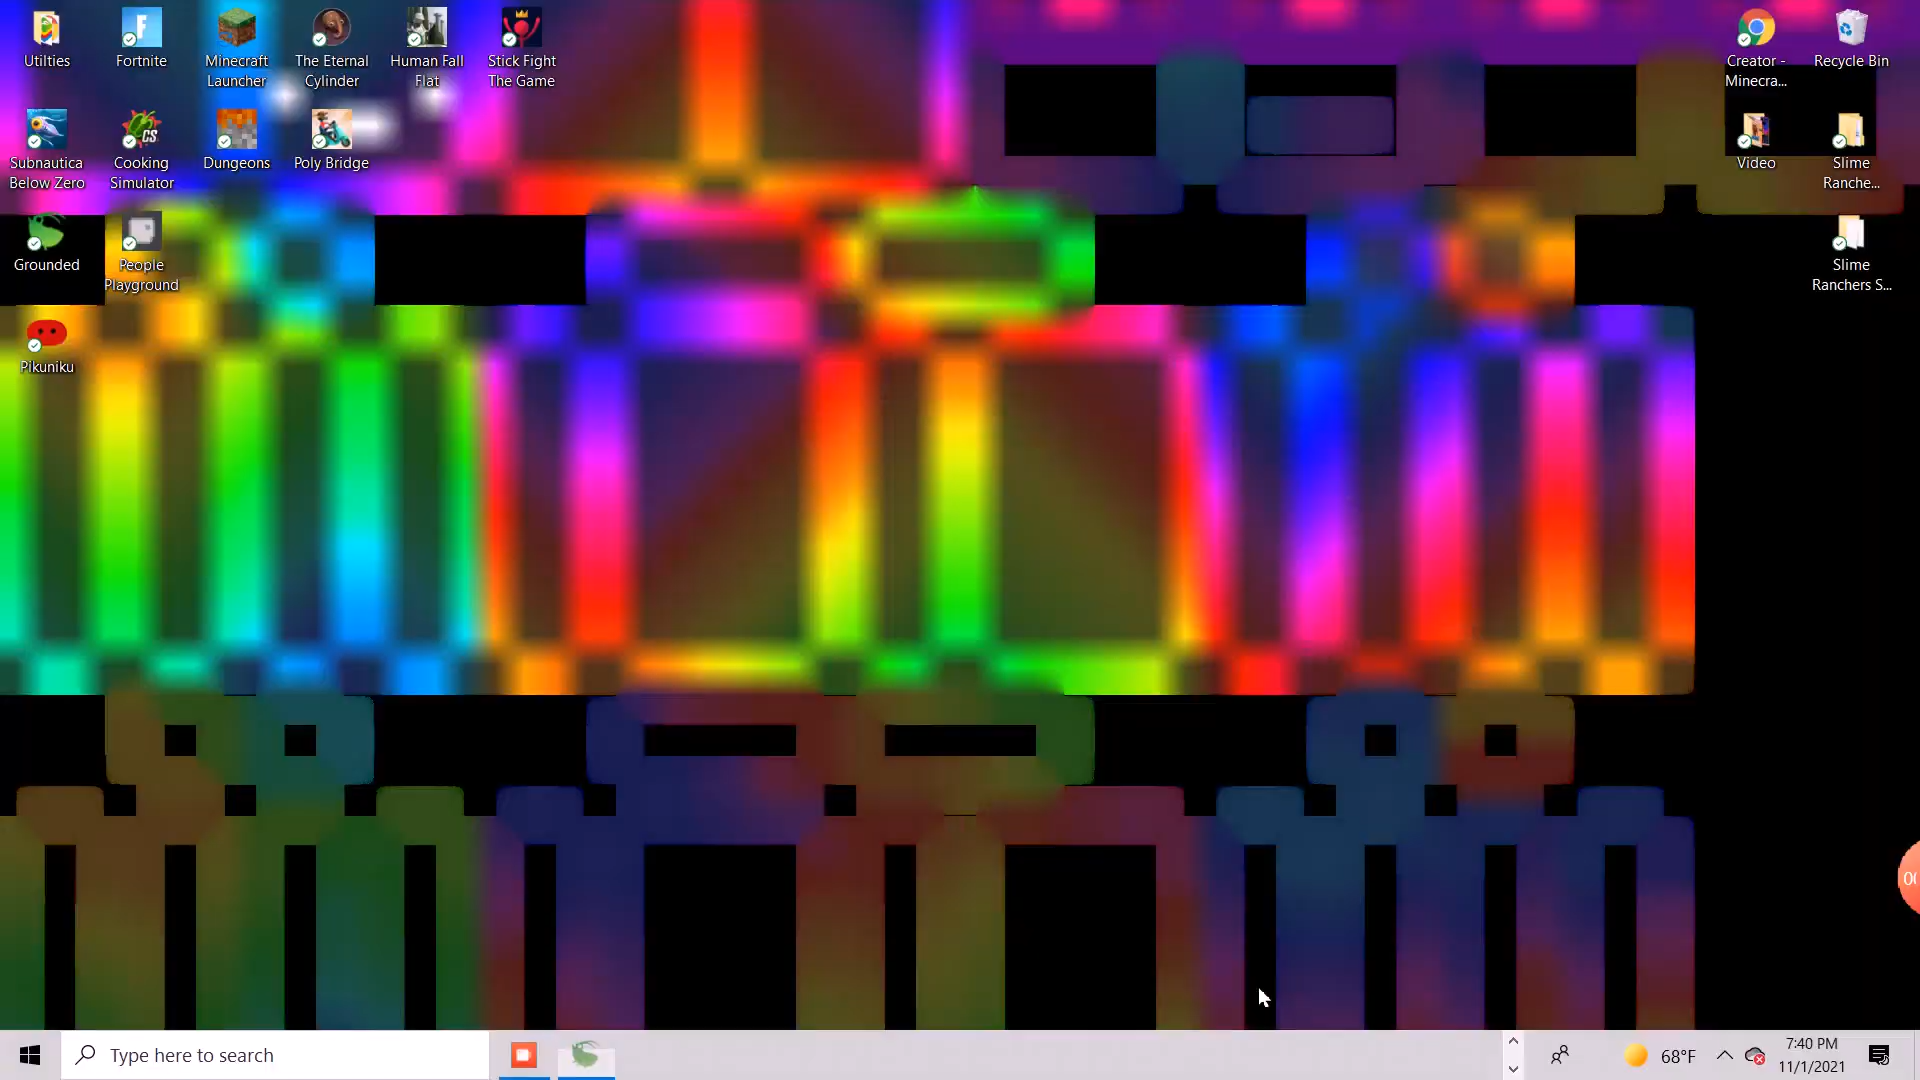 Utilties
Fortnite
Minecraft
Launcher
The Eternal
Cylinder
Human Fall
Flat
Stick Fight
The Game
Creator -
Minecra...
Recycle Bin
Subnautica
Below Zero
Cooking
Simulator
CS
Dungeons
Poly Bridge
Video
Slime
Ranche...
Grounded
People
Playground
Slime
Ranchers S...
Pikuniku
Type here to search
68°F
7:40 PM
11/1/2021